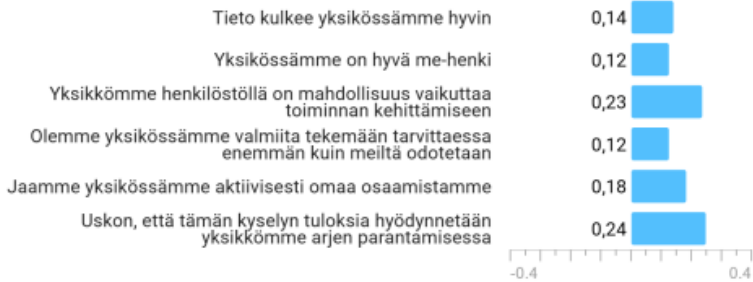 Tieto kulkee yksikössämme hyvin 0,14
Yksikössämme on hyvä me-henki 0,12
Yksikkömme henkilöstöllä on mahdollisuus vaikuttaa
toiminnan kehittämiseen 0,23
Olemme yksikössämme valmiita tekemään tarvittaessa
enemmän kuin meiltä odotetaan 0,12
Jaamme yksikössämme aktiivisesti omaa osaamistamme 0,18
Uskon, että tämän kyselyn tuloksia hyödynnetään
yksikkömme arjen parantamisessa 0,24
-0.4 0.4